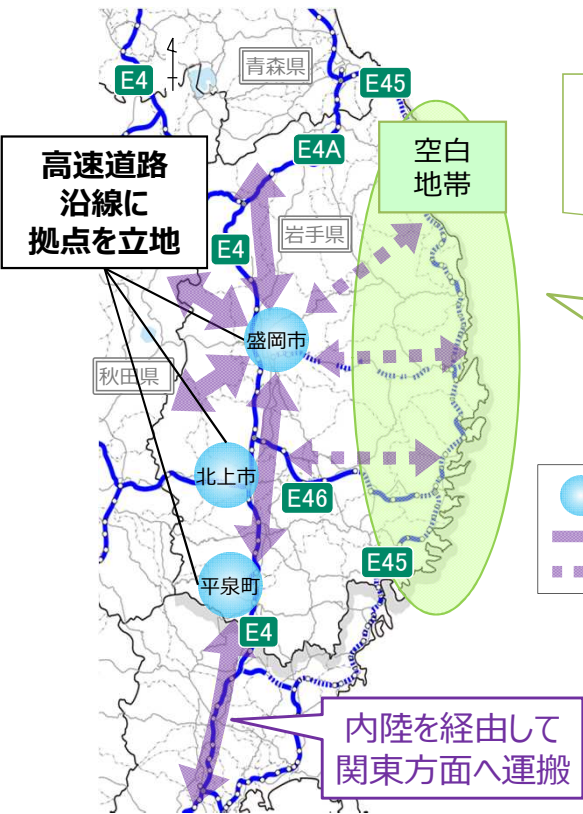 青森県
E4
E45
E4A
空白
地帯
高速道路
沿線に
拠点を立地
岩手県
E4
盛岡市
秋田県
北上市
E46
E45
平泉町
E4
内陸を経由して
関東方面へ運搬